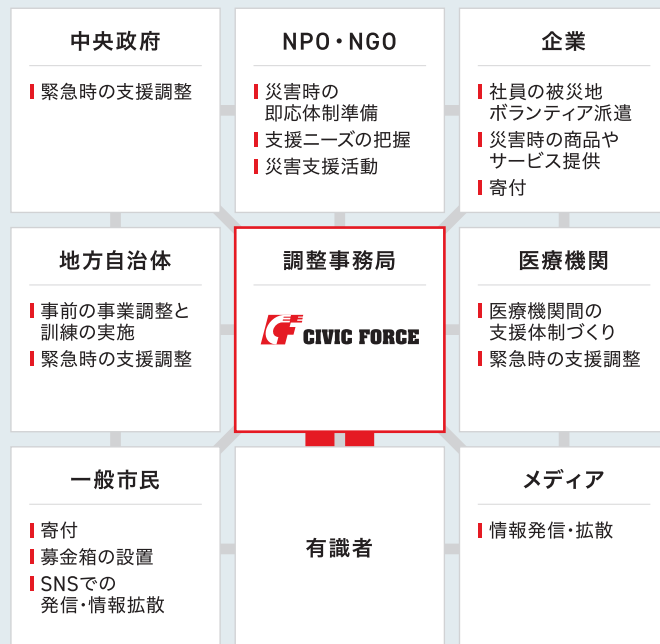 中央政府
緊急時の支援調整
NPO・NGO
災害時の
即応体制準備
支援ニーズの把握
災害支援活動
企業
社員の被災地
ボランティア派遣
災害時の商品や
サービス提供
寄付
地方自治体
事前の事業調整と
訓練の実施
緊急時の支援調整
調整事務局
CIVIC FORCE
医療機関
医療機関間の
支援体制づくり
緊急時の支援調整
一般市民
寄付
募金箱の設置
SNSでの
発信・情報拡散
有識者
メディア
情報発信・拡散